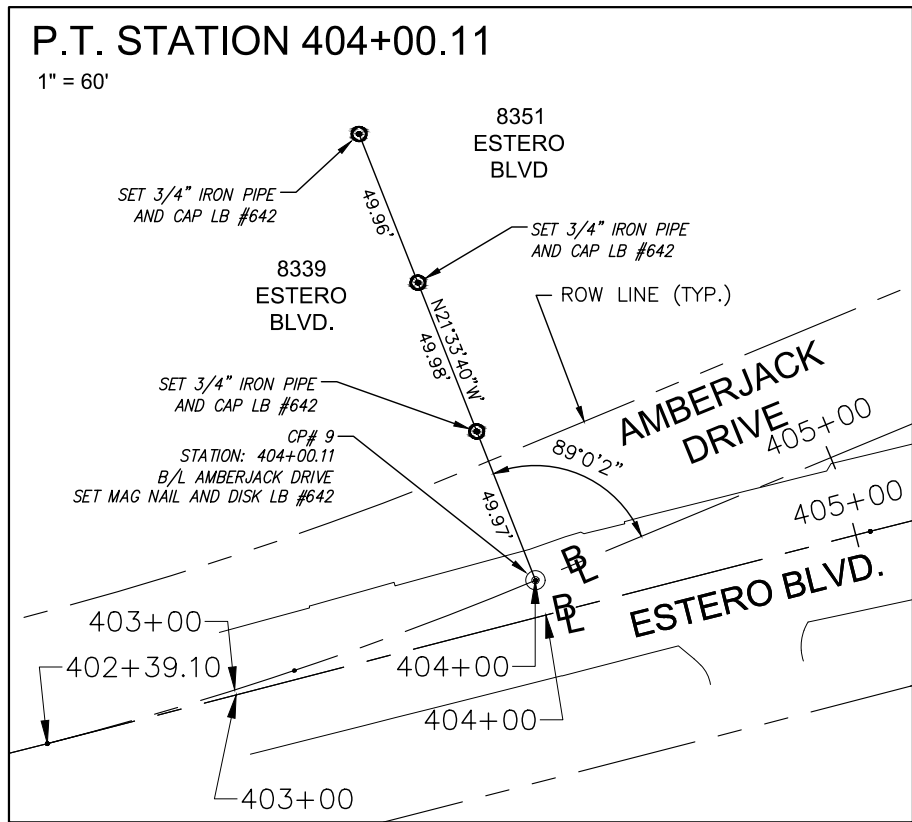 P.T. STATION 404+00.11
1" = 60'
8351
ESTERO
BLVD
SET 3/4" IRON PIPE
AND CAP LB #642
49.96'
SET 3/4" IRON PIPE
AND CAP LB #642
8339
ESTERO
BLVD.
ROW LINE (TYP.)
N21°33'40"W'
49.98'
SET 3/4" IRON PIPE
AND CAP LB #642
AMBERJACK
DRIVE
CP# 9
STATION: 404+00.11
B/L AMBERJACK DRIVE
SET MAG NAIL AND DISK LB #642
89°0'2"
405+00
49.97'
405+00
BL
BL
ESTERO BLVD.
403+00
402+39.10
404+00
404+00
403+00